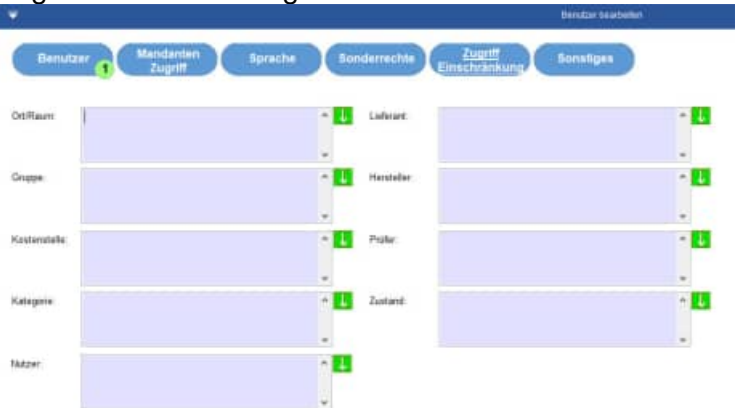 Benutzer bearbeiten
Benutzer
1
Mandanten
Zugriff
Sprache
Sonderrechte
Zugriff
Einschränkung
Sonstiges
Ort/Raum:
Lieferant:
Gruppe:
Hersteller:
Kostenstelle:
Prüfer:
Kategorie:
Zustand:
Nutzer: